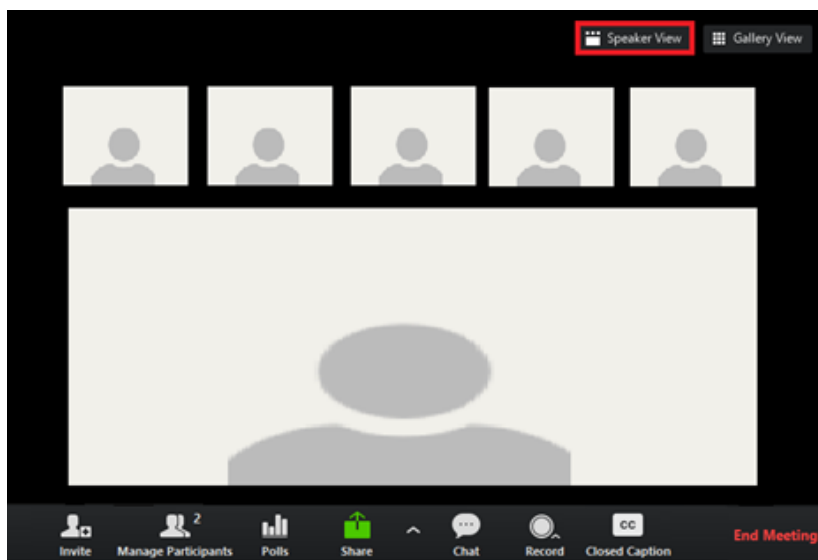 Speaker View Gallery View
2
Invite Manage Participants Polls Share Chat Record CC Closed Caption End Meeting